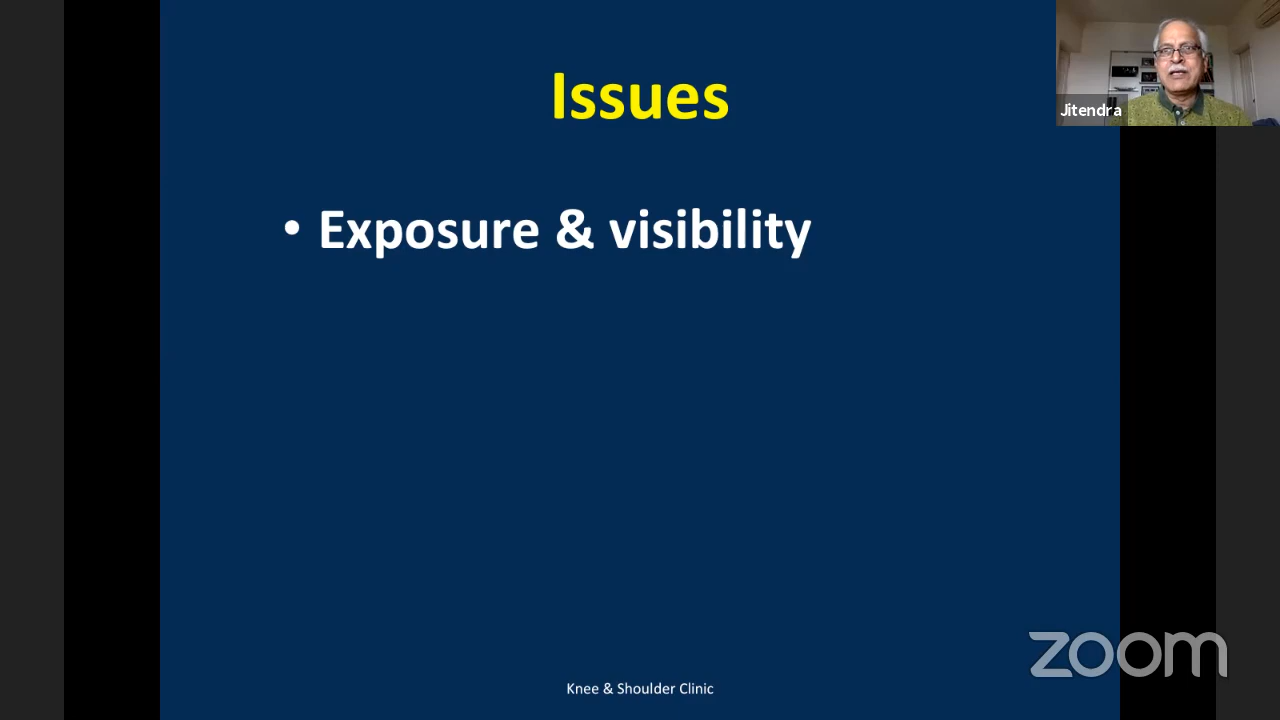 Issues
Jitendra
• Exposure & visibility
zoom
Knee & Shoulder Clinic